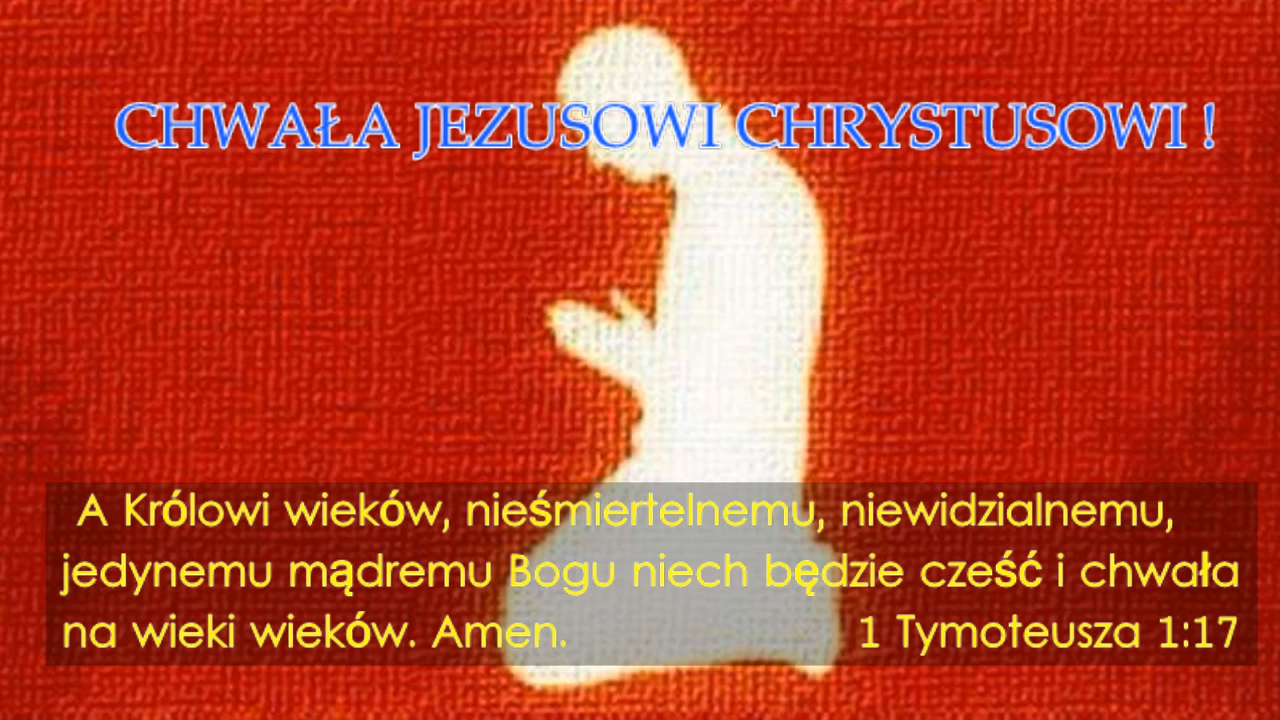 CHWAŁA JEZUSOWI CHRYSTUSOWI !
A Królowi wieków, nieśmiertelnemu, niewidzialnemu,
jedynemu mądremu Bogu niech będzie cześć i chwała
na wieki wieków. Amen. 1 Tymoteusza 1:17